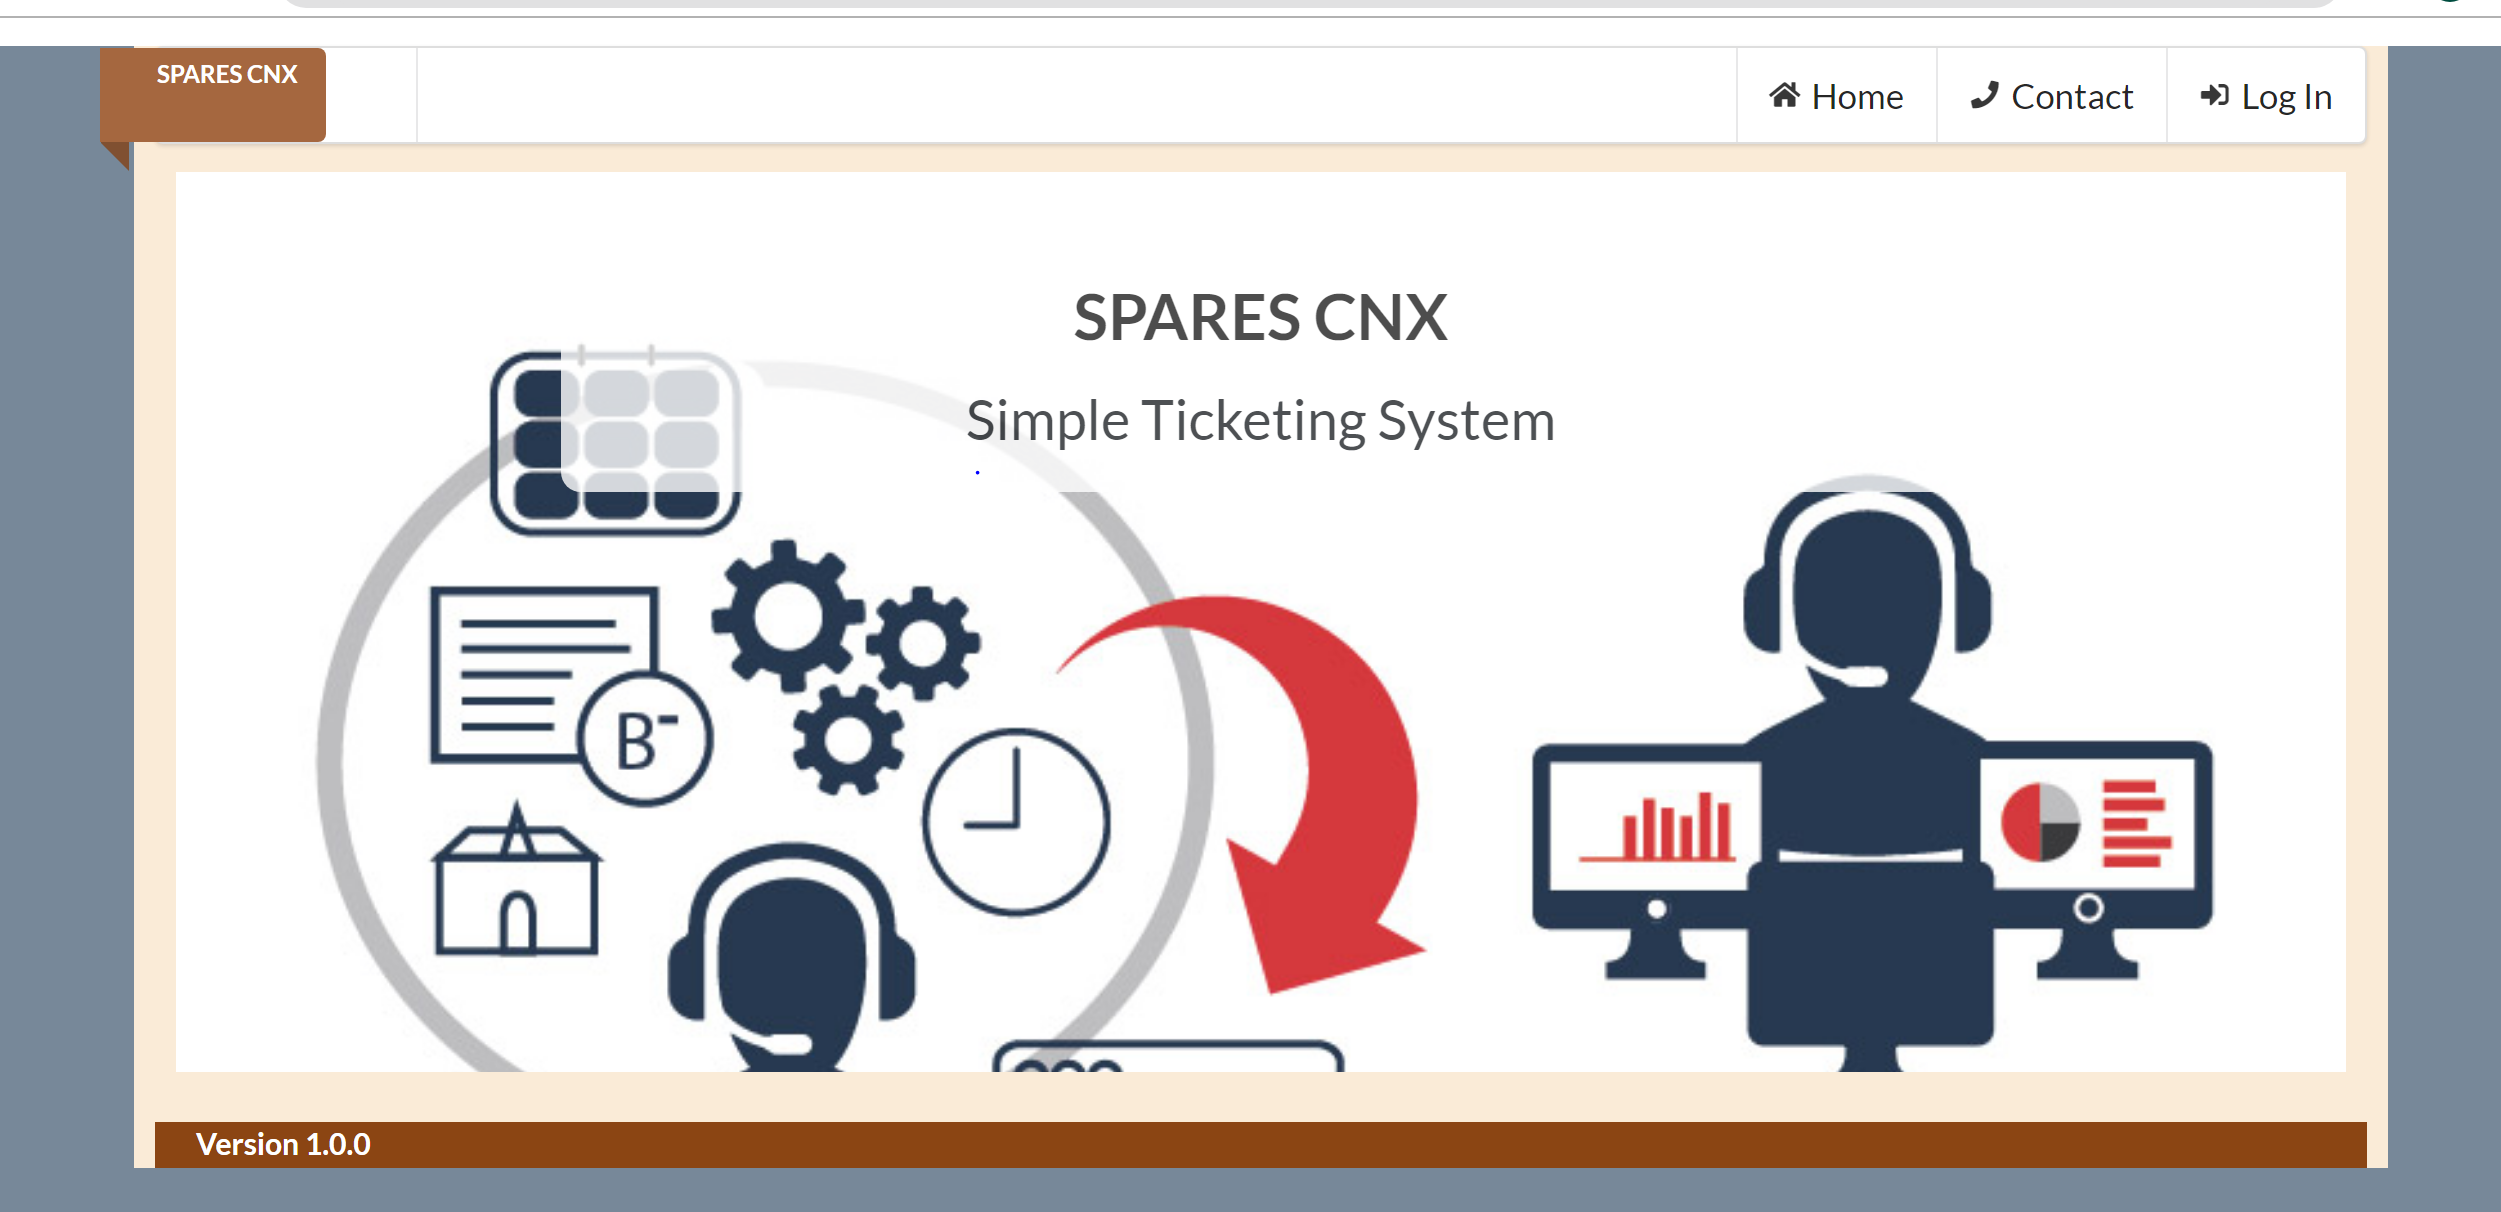 SPARES CNX
Home
Contact
Log In
SPARES CNX
Simple Ticketing System
B-
Version 1.0.0